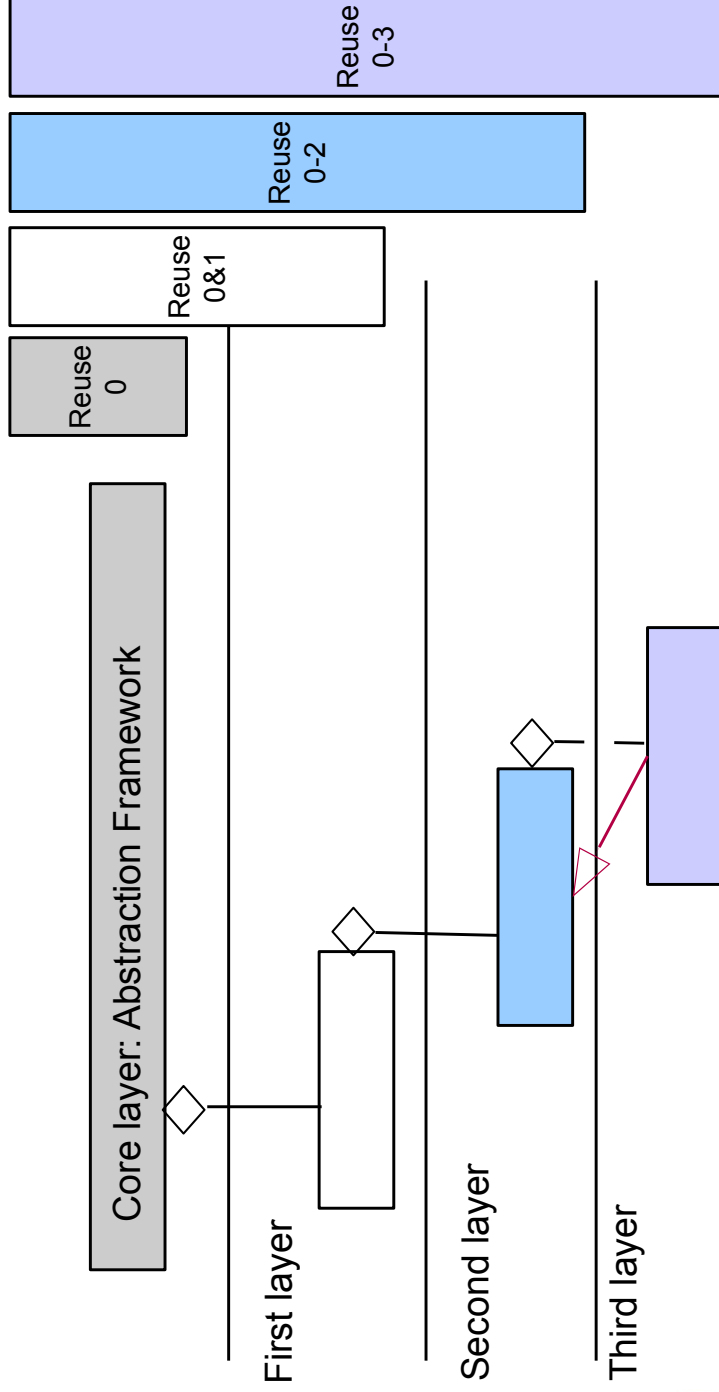 Core layer: Abstraction Framework
First layer
Second layer
Third layer
Reuse
0
Reuse
0&1
Reuse
0-2
Reuse
0-3